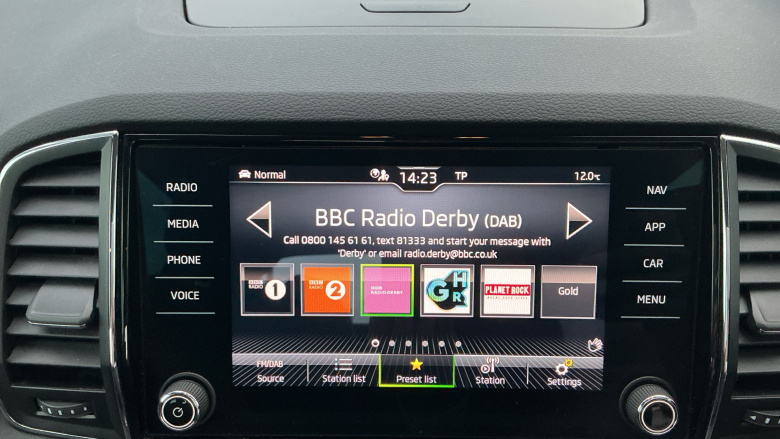 Normal 14:23 TP 12.0°c
RADIO
MEDIA
PHONE
VOICE
BBC Radio Derby (DAB)
Call 0800 145 61 61, text 81333 and start your message with
'Derby' or email radio.derby@bbc.co.uk
BBC
RADIO 1
BBC
RADIO 2
BBC
RADIO DERBY
GHR
PLANET ROCK
Gold
FM/DAB
Source
Station list
Preset list
Station
Settings
NAV
APP
CAR
MENU